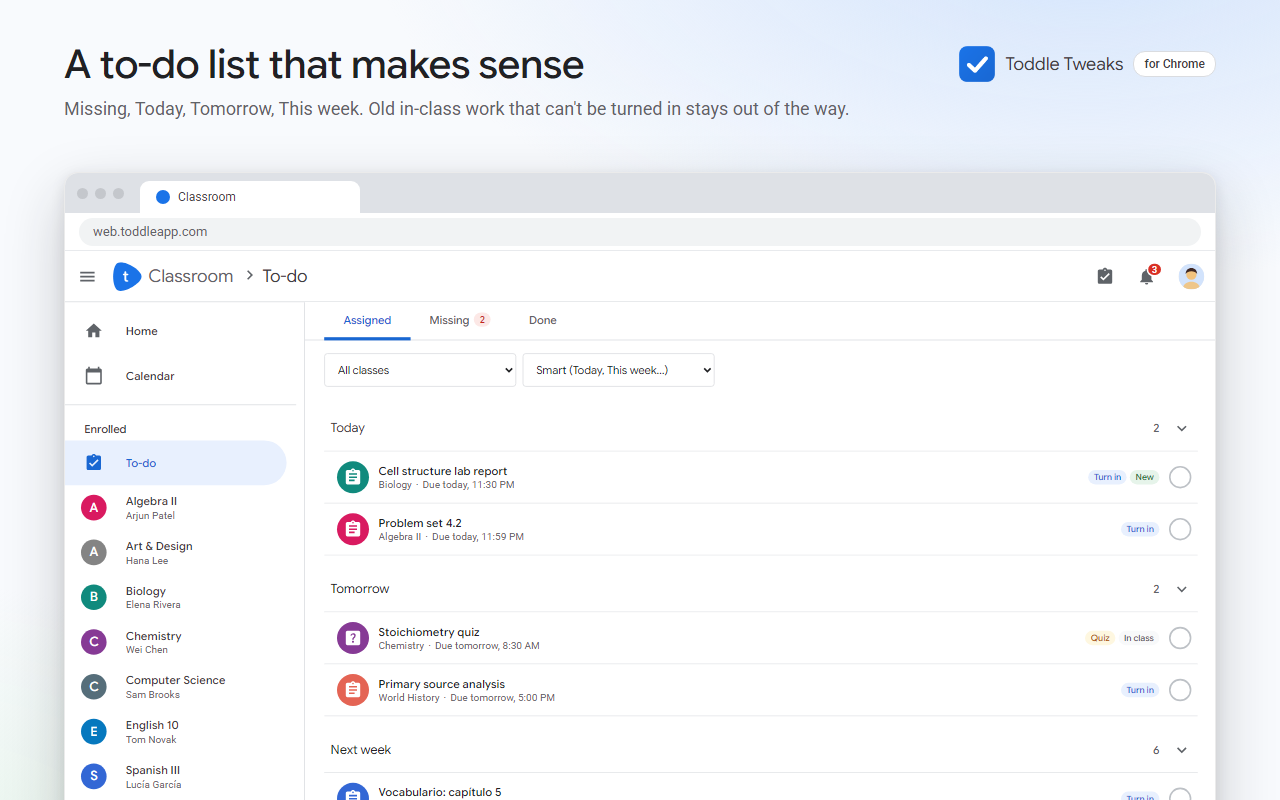 A to-do list that makes sense
Toddle Tweaks
for Chrome
Missing, Today, Tomorrow, This week. Old in-class work that can't be turned in stays out of the way.
Classroom
web.toddleapp.com
t
Classroom > To-do
3
Home
Calendar
Enrolled
To-do
A
Algebra II
Arjun Patel
A
Art & Design
Hana Lee
B
Biology
Elena Rivera
C
Chemistry
Wei Chen
C
Computer Science
Sam Brooks
E
English 10
Tom Novak
S
Spanish III
Lucía García
Assigned
Missing 2
Done
All classes
Smart (Today, This week...)
Today
2
Cell structure lab report
Biology · Due today, 11:30 PM
Turn in
New
Problem set 4.2
Algebra II · Due today, 11:59 PM
Turn in
Tomorrow
2
?
Stoichiometry quiz
Chemistry · Due tomorrow, 8:30 AM
Quiz
In class
Primary source analysis
World History · Due tomorrow, 5:00 PM
Turn in
Next week
6
Vocabulario: capítulo 5
Turn in